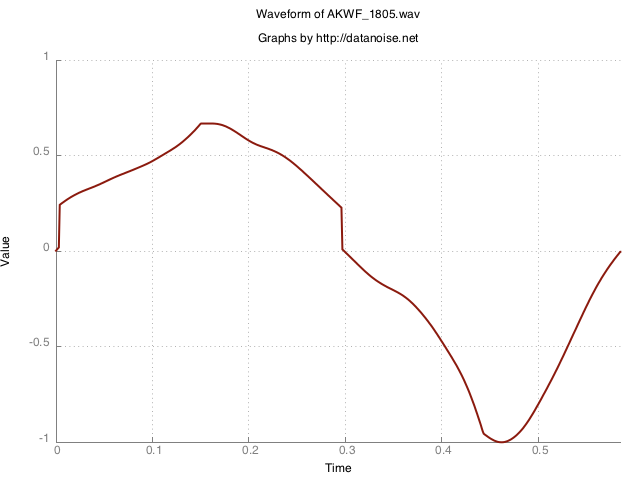 Waveform of AKWF_1805.wav
Graphs by http://datanoise.net
1
0.5
0
-0.5
-1
Value
0 0.1 0.2 0.3 0.4 0.5
Time